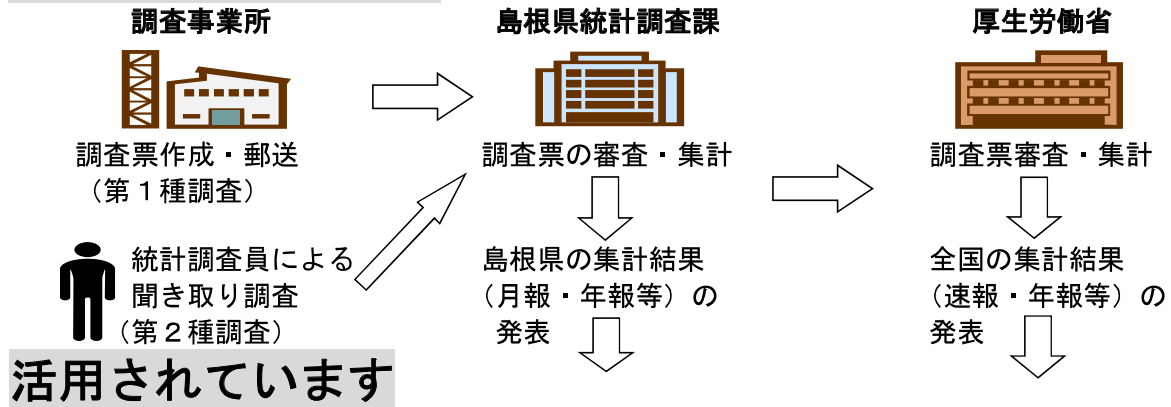 調査事業所
調査票作成・郵送
（第１種調査）
統計調査員による
聞き取り調査
（第２種調査）
島根県統計調査課
調査票の審査・集計
島根県の集計結果
（月報・年報等）の
発表
厚生労働省
調査票審査・集計
全国の集計結果
（速報・年報等）の
発表
活用されています